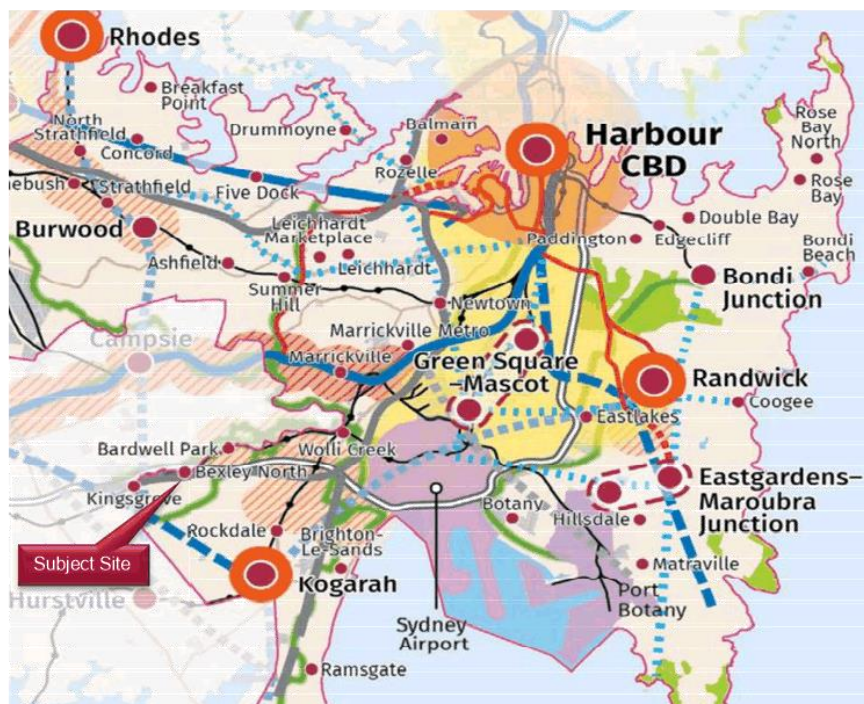 Rhodes
Breakfast
Point
North
Strathfield
Drummoyne
Balmain
Harbour
CBD
Rose
Bay
North
Concord
Rozelle
nebush
Strathfield
Five Dock
Rose
Bay
Double Bay
Burwood
Leichhardt
Marketplace
Paddington
Edgecliff
Bondi
Beach
Ashfield
Leichhardt
Summer
Hill
Bondi
Junction
Newtown
Campsie
Marrickville Metro
Marrickville
Green Square
–Mascot
Randwick
Coogee
Eastlakes
Bardwell Park
Wolli Creek
Bexley North
Kingsgrove
Eastgardens–
Maroubra
Junction
Botany
Hillsdale
Rockdale
Brighton-
Le-Sands
Subject Site
Matraville
Kogarah
Port
Botany
Hurstville
Sydney
Airport
Ramsgate